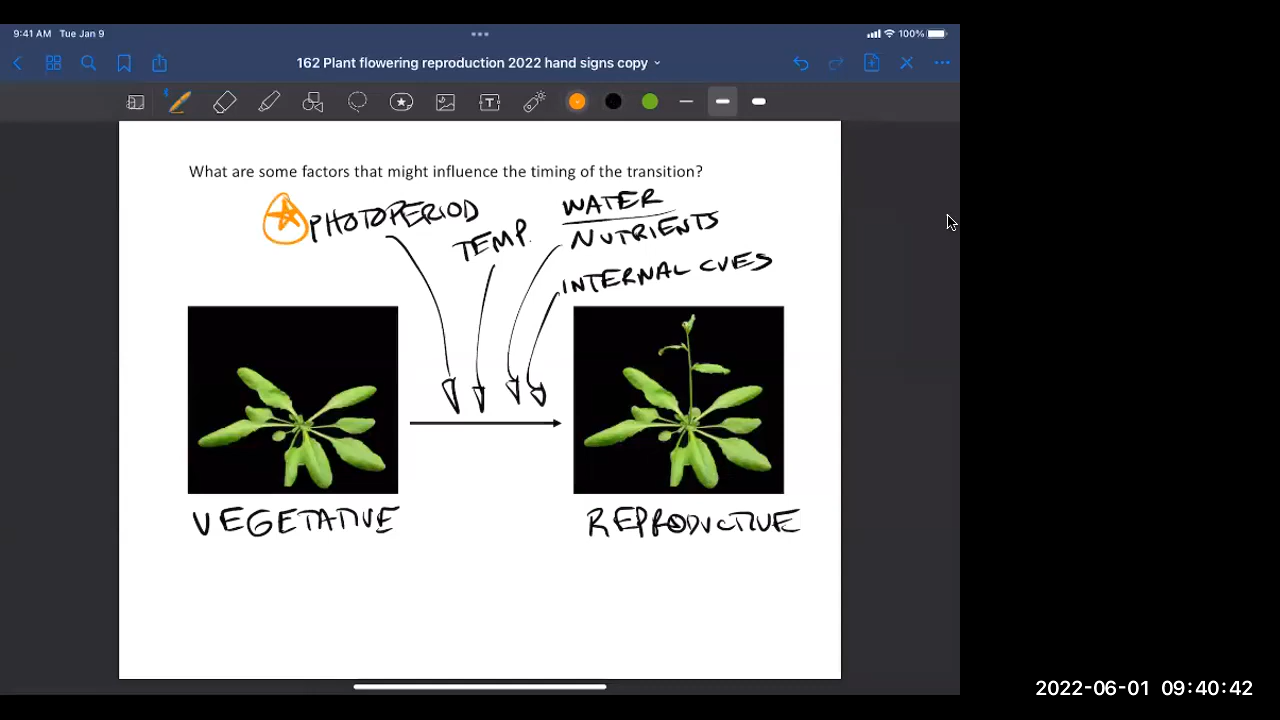 9:41 AM Tue Jan 9
100%
162 Plant flowering reproduction 2022 hand signs copy
What are some factors that might influence the timing of the transition?
PHOTOPERIOD
TEMP.
WATER
NUTRIENTS
INTERNAL CUES
VEGETATIVE
REPRODUCTIVE
2022-06-01 09:40:42